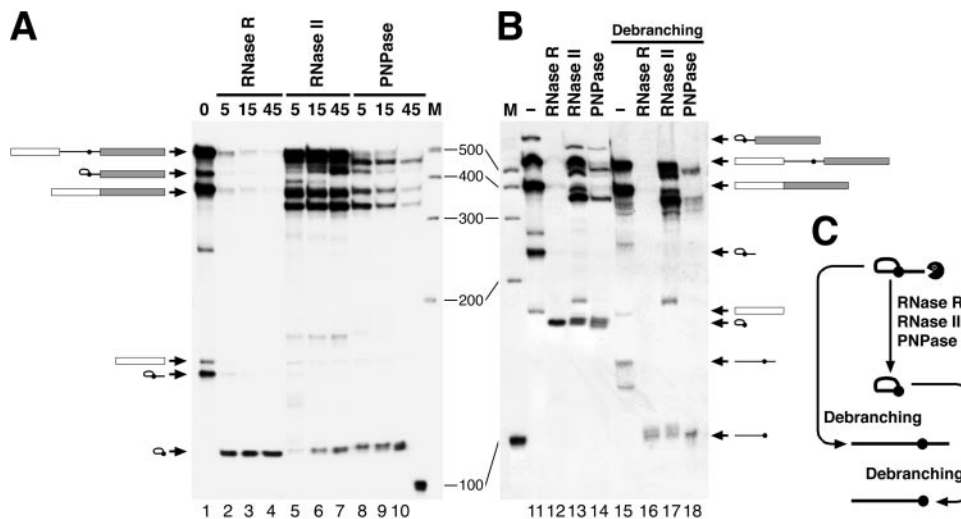 A
RNase R
RNase II
PNPase
0 5 15 45 5 15 45 5 15 45 M
500
400
300
200
100
1 2 3 4 5 6 7 8 9 10
B
Debranching
M – RNase R RNase II PNPase – RNase R RNase II PNPase
11 12 13 14 15 16 17 18
C
RNase R
RNase II
PNPase
Debranching
Debranching